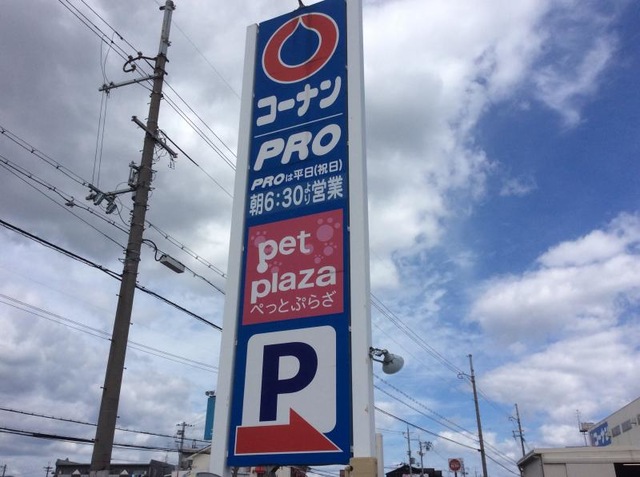 コーナン
PRO
PROは平日(祝日)
朝6:30より営業
pet
plaza
ぺっとぷらざ
P